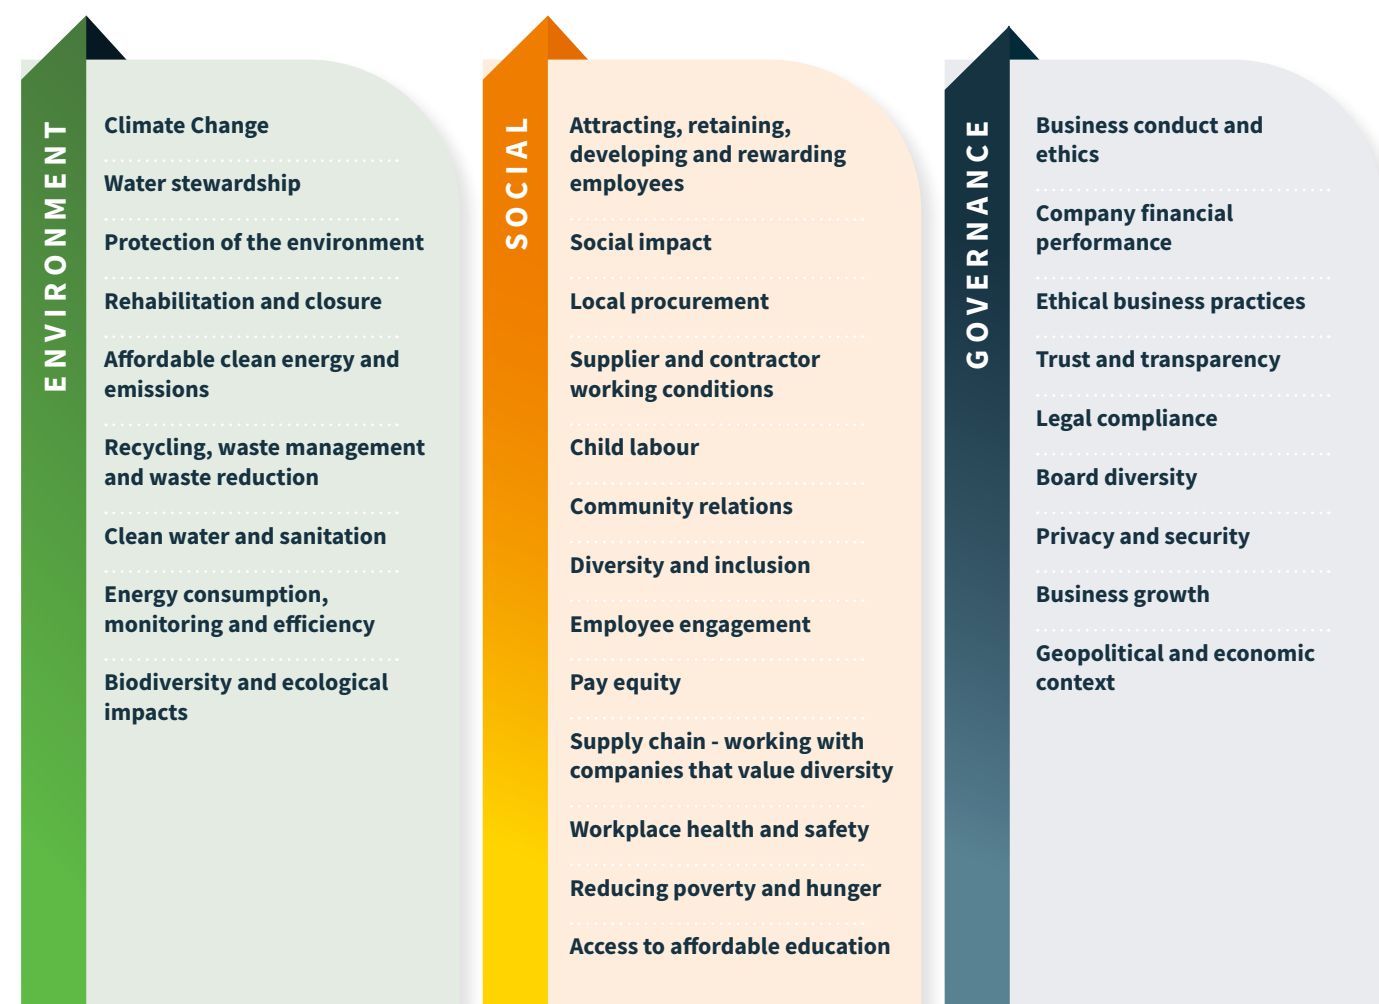 ENVIRONMENT
Climate Change
Water stewardship
Protection of the environment
Rehabilitation and closure
Affordable clean energy and
emissions
Recycling, waste management
and waste reduction
Clean water and sanitation
Energy consumption,
monitoring and efficiency
Biodiversity and ecological
impacts
SOCIAL
Attracting, retaining,
developing and rewarding
employees
Social impact
Local procurement
Supplier and contractor
working conditions
Child labour
Community relations
Diversity and inclusion
Employee engagement
Pay equity
Supply chain - working with
companies that value diversity
Workplace health and safety
Reducing poverty and hunger
Access to affordable education
GOVERNANCE
Business conduct and
ethics
Company financial
performance
Ethical business practices
Trust and transparency
Legal compliance
Board diversity
Privacy and security
Business growth
Geopolitical and economic
context